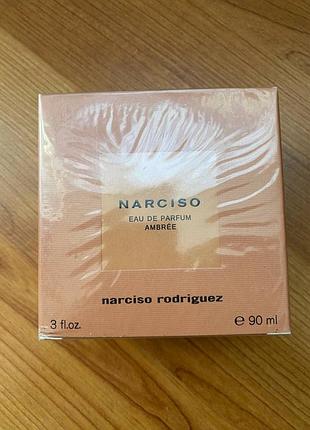 NARCISO
EAU DE PARFUM
AMBRÉE
narciso rodriguez
3 fl.oz. ℮ 90 ml